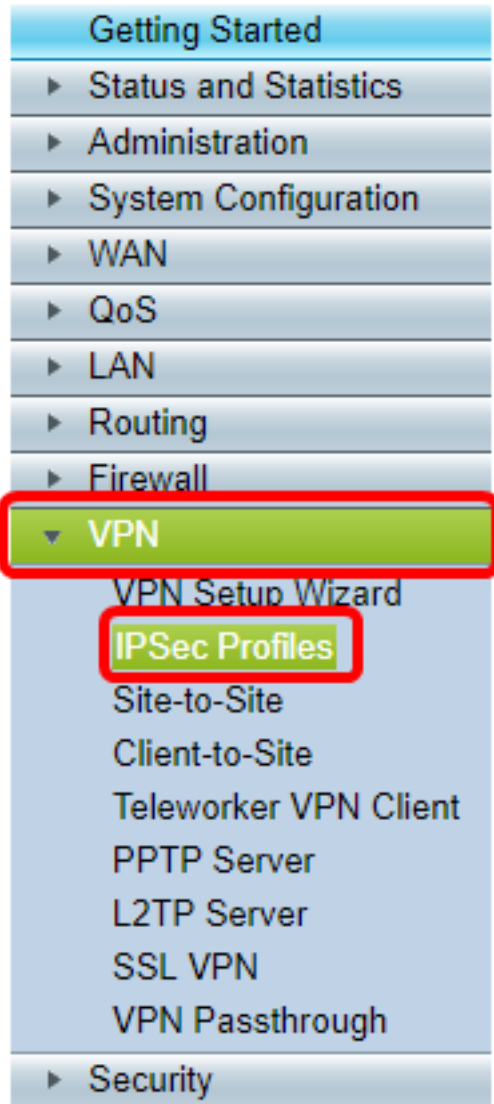 Getting Started
Status and Statistics
Administration
System Configuration
WAN
QoS
LAN
Routing
Firewall
VPN
VPN Setup Wizard
IPSec Profiles
Site-to-Site
Client-to-Site
Teleworker VPN Client
PPTP Server
L2TP Server
SSL VPN
VPN Passthrough
Security